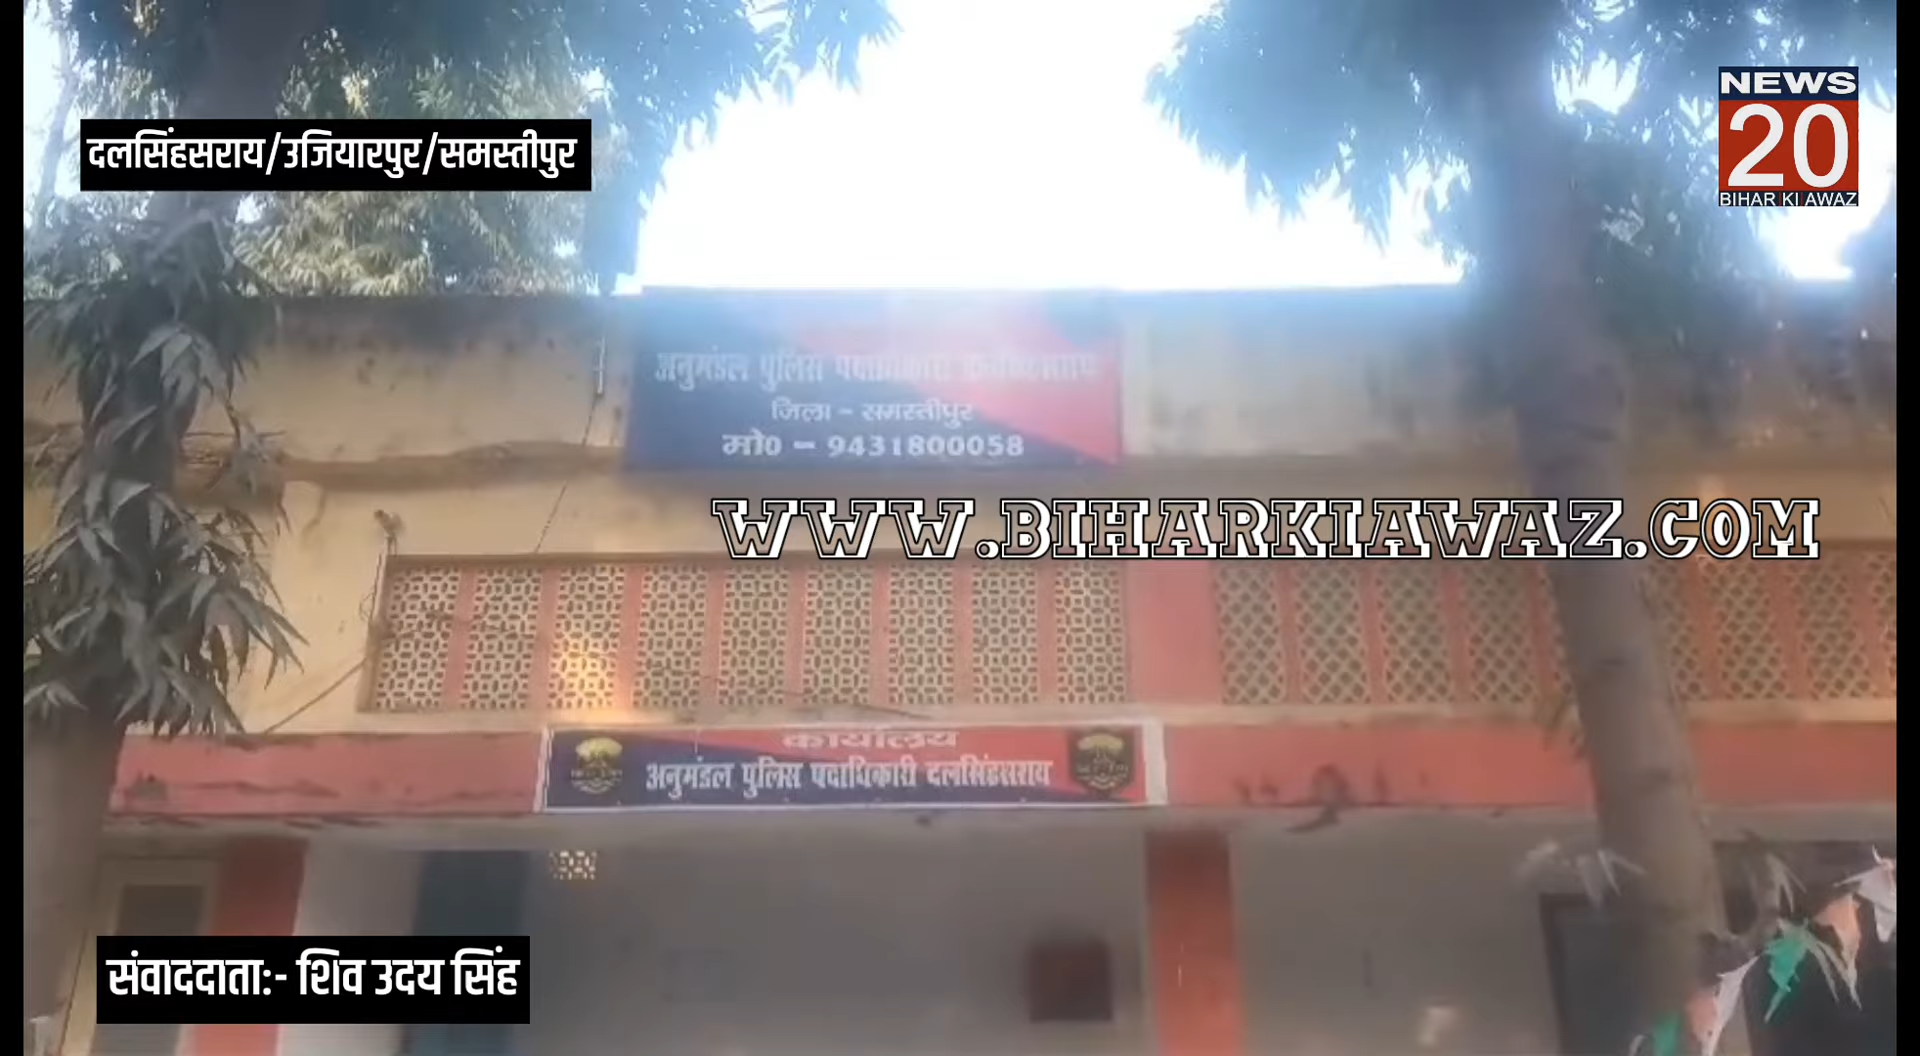 दलसिंहसराय/उजियारपुर/समस्तीपुर
NEWS
20
BIHAR KI AWAZ
अनुमंडल पुलिस
जिला - समस्तीपुर
मो0 - 9431800058
WWW.BIHARKIAWAZ.COM
कार्यालय
अनुमंडल पुलिस पदाधिकारी दलसिंहसराय
संवाददाता:- शिव उदय सिंह